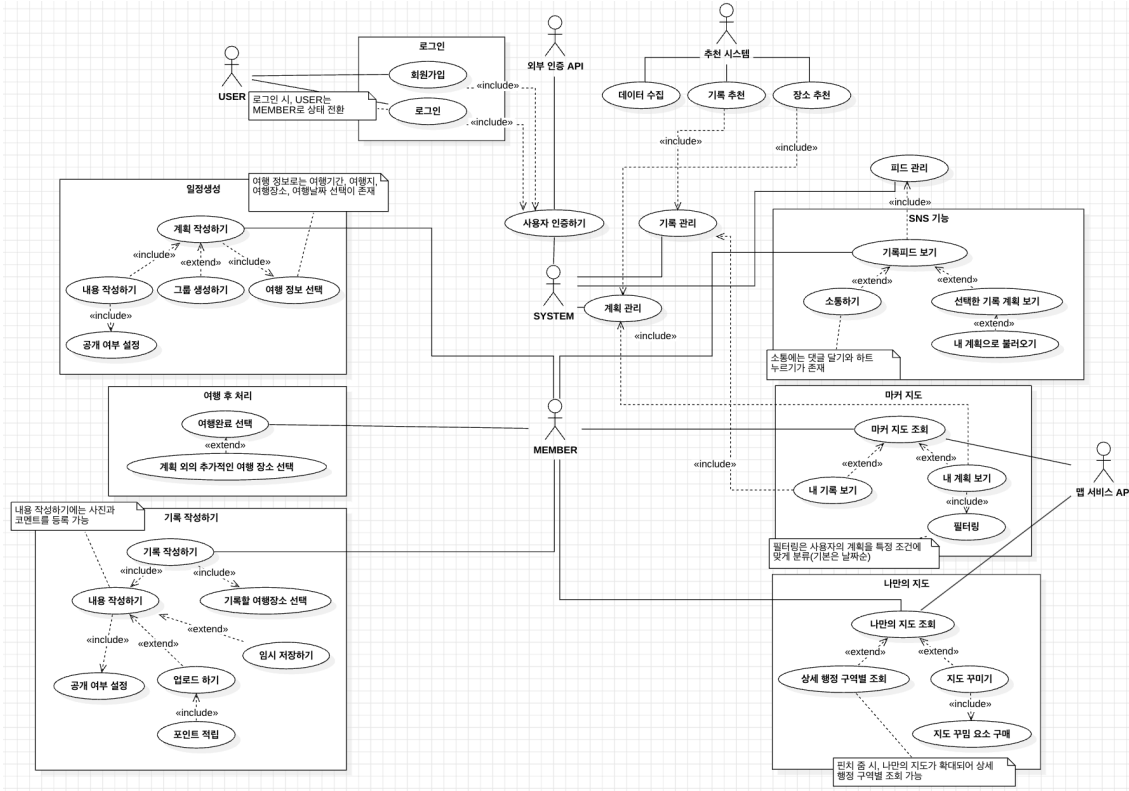 로그인
USER
회원가입
로그인
로그인 시, USER는
MEMBER로 상태 전환
«include»
«include»
외부 인증 API
추천 시스템
데이터 수집
기록 추천
장소 추천
«include»
«include»
사용자 인증하기
기록 관리
SYSTEM
계획 관리
«include»
피드 관리
«include»
SNS 기능
기록피드 보기
«extend»
«extend»
소통하기
선택한 기록 계획 보기
«extend»
내 계획으로 불러오기
소통에는 댓글 달기와 하트
누르기가 존재
일정생성
여행 정보로는 여행기간, 여행지,
여행장소, 여행날짜 선택이 존재
계획 작성하기
«include»
«extend»
«include»
내용 작성하기
그룹 생성하기
여행 정보 선택
«include»
공개 여부 설정
여행 후 처리
여행완료 선택
«extend»
계획 외의 추가적인 여행 장소 선택
MEMBER
마커 지도
마커 지도 조회
«extend»
«extend»
«include»
내 기록 보기
내 계획 보기
«include»
필터링
필터링은 사용자의 계획을 특정 조건에
맞게 분류(기본은 날짜순)
맵 서비스 AP
내용 작성하기에는 사진과
코멘트를 등록 가능
기록 작성하기
기록 작성하기
«include»
«include»
내용 작성하기
기록할 여행장소 선택
«include»
«extend»
«extend»
임시 저장하기
공개 여부 설정
업로드 하기
«include»
포인트 적립
나만의 지도
나만의 지도 조회
«extend»
«extend»
상세 행정 구역별 조회
지도 꾸미기
«include»
지도 꾸밈 요소 구매
핀치 줌 시, 나만의 지도가 확대되어 상세
행정 구역별 조회 가능